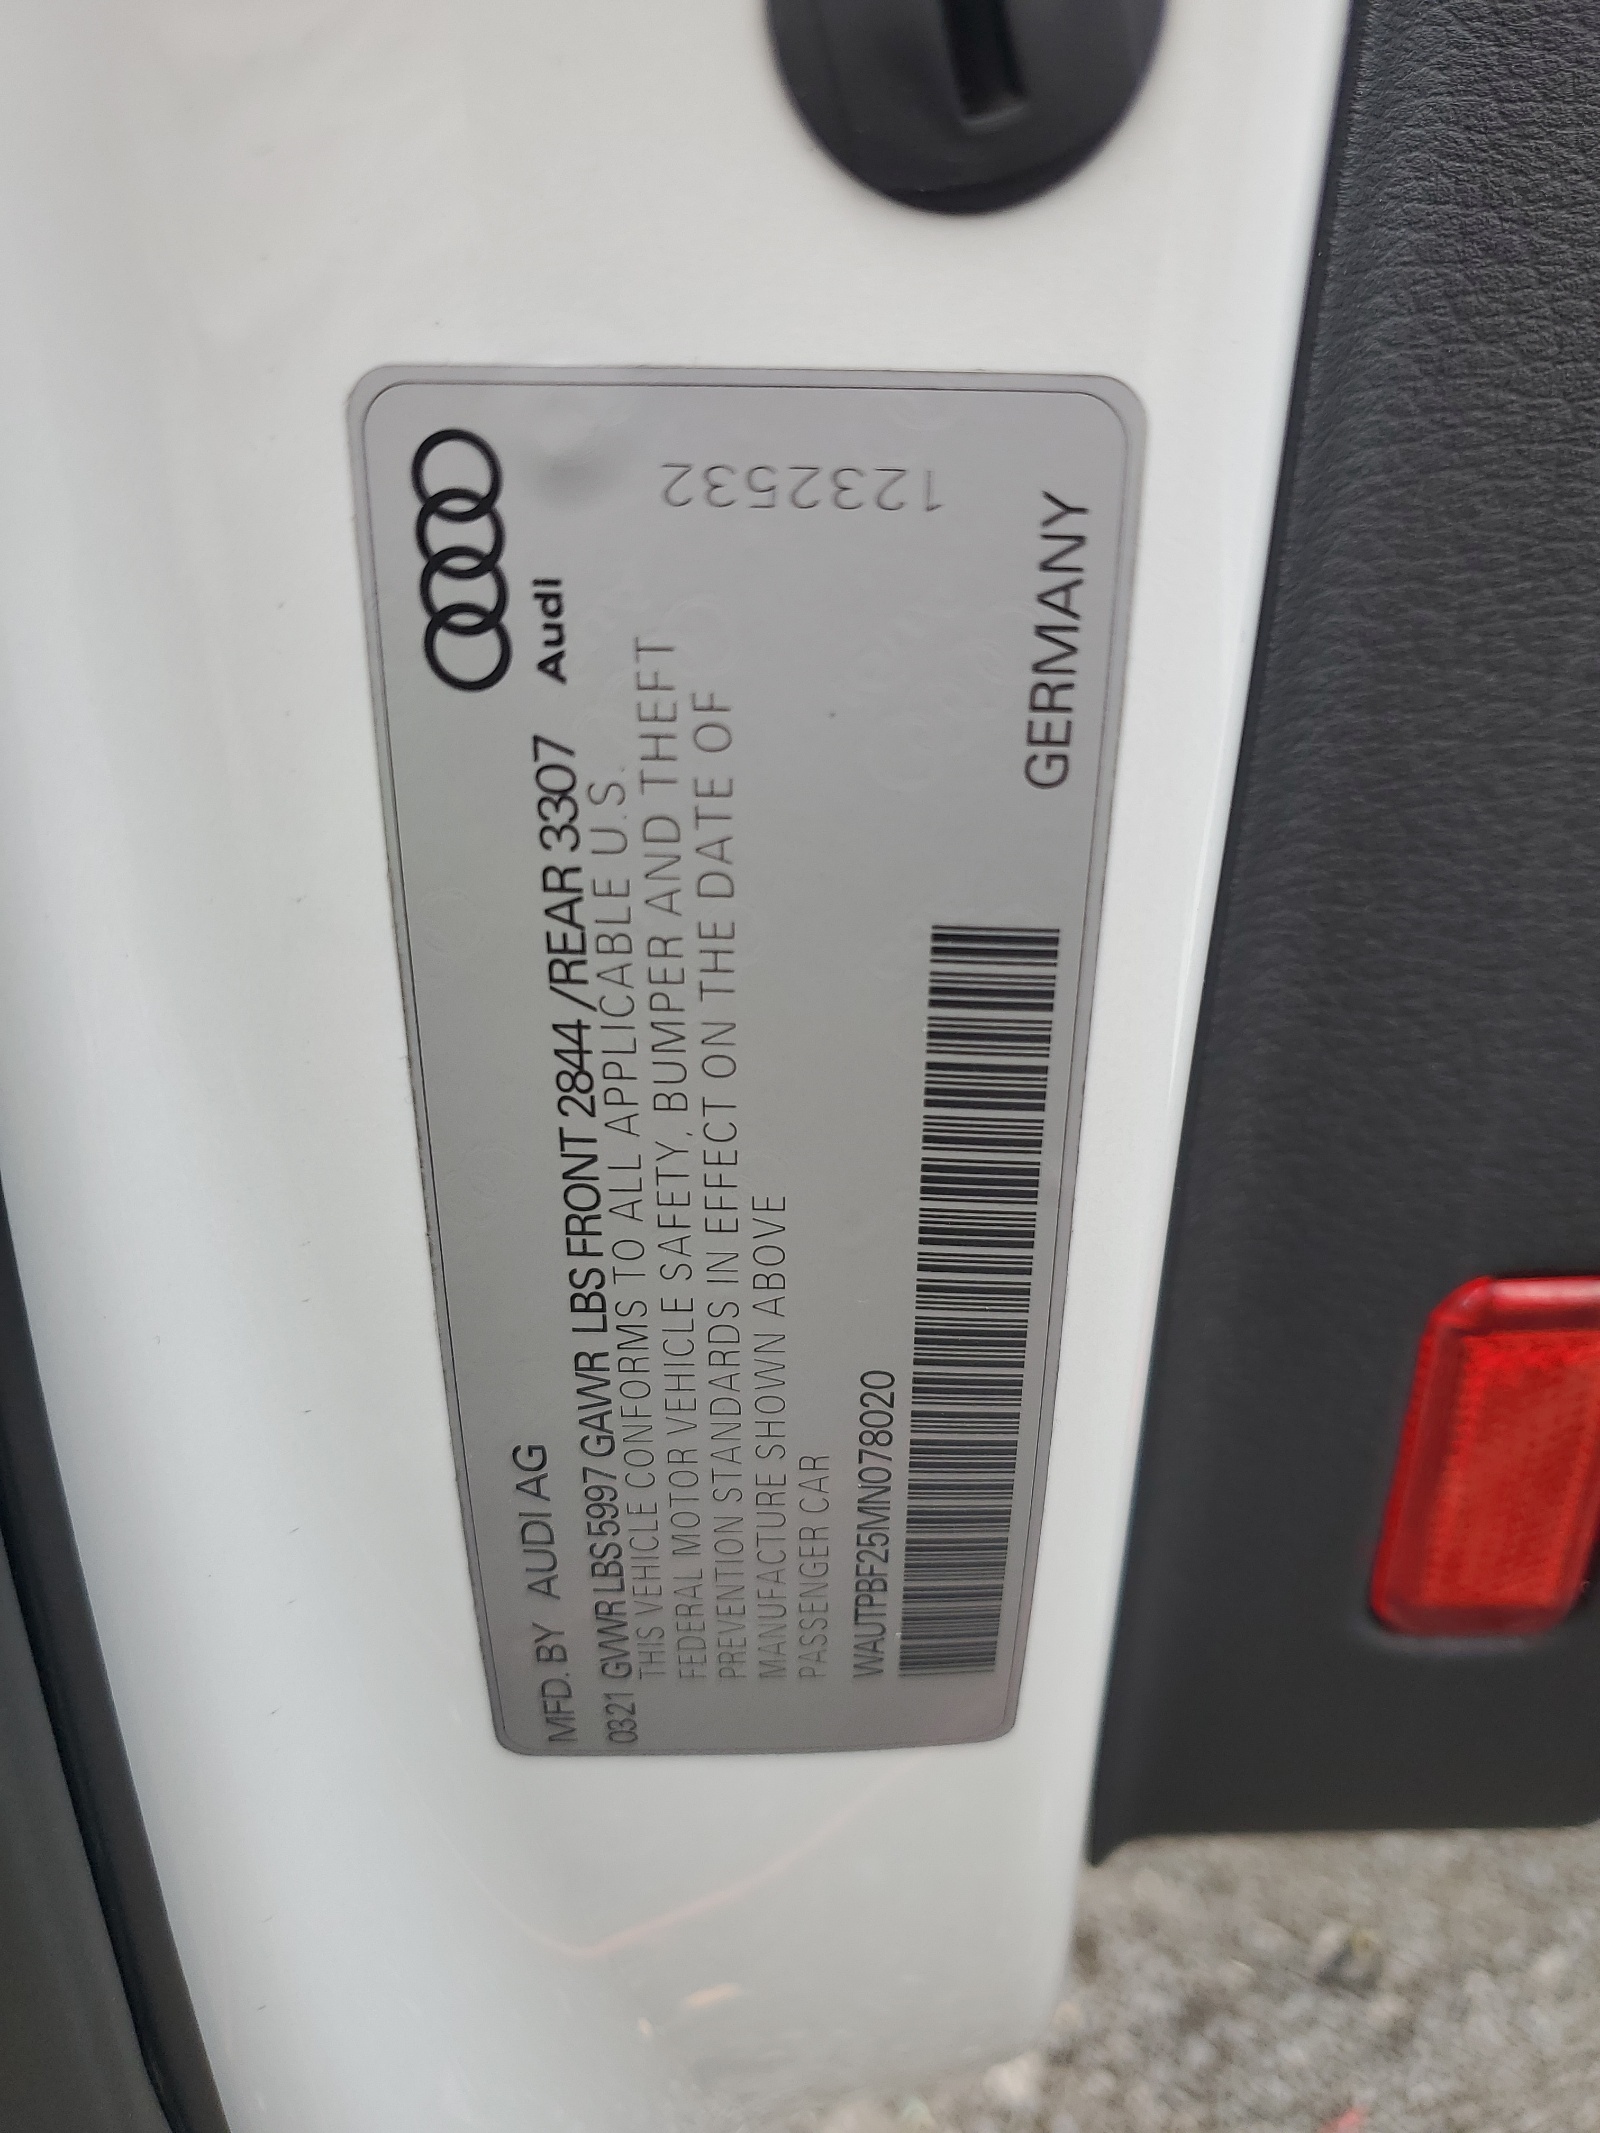 Audi
MFD. BY AUDI AG
0321 GVWR LBS 5997 GAWR LBS FRONT 2844 /REAR 3307
THIS VEHICLE CONFORMS TO ALL APPLICABLE U.S.
FEDERAL MOTOR VEHICLE SAFETY, BUMPER AND THEFT
PREVENTION STANDARDS IN EFFECT ON THE DATE OF
MANUFACTURE SHOWN ABOVE
PASSENGER CAR
WAUTPBF25MN078020
GERMANY
1232532